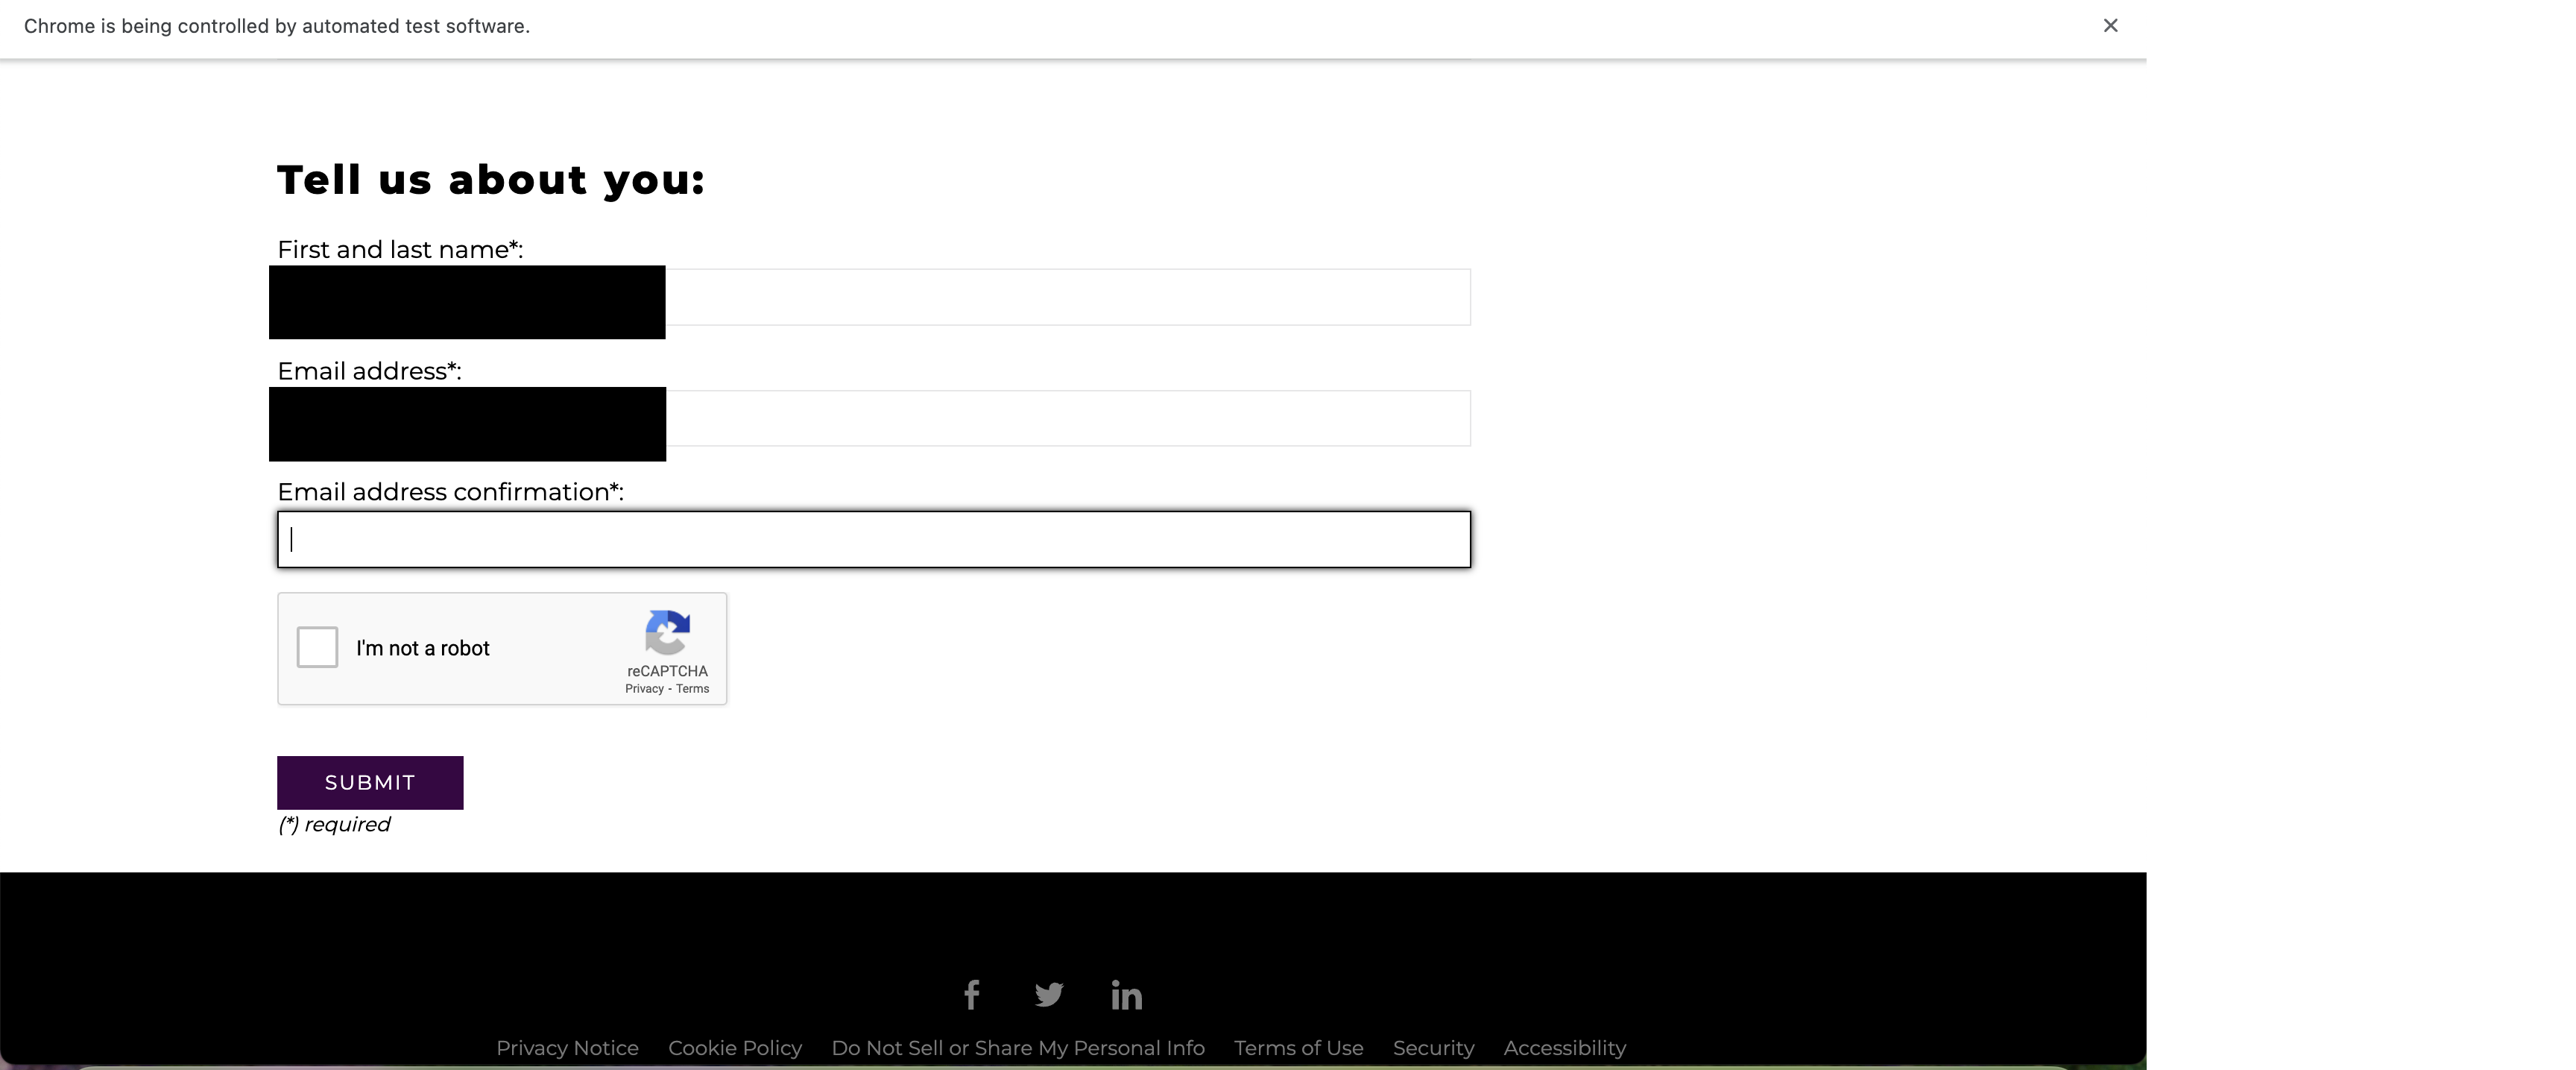 Chrome is being controlled by automated test software.
Tell us about you:
First and last name*:
Email address*:
Email address confirmation*:
I'm not a robot
reCAPTCHA
Privacy - Terms
SUBMIT
(*) required
Privacy Notice Cookie Policy Do Not Sell or Share My Personal Info Terms of Use Security Accessibility